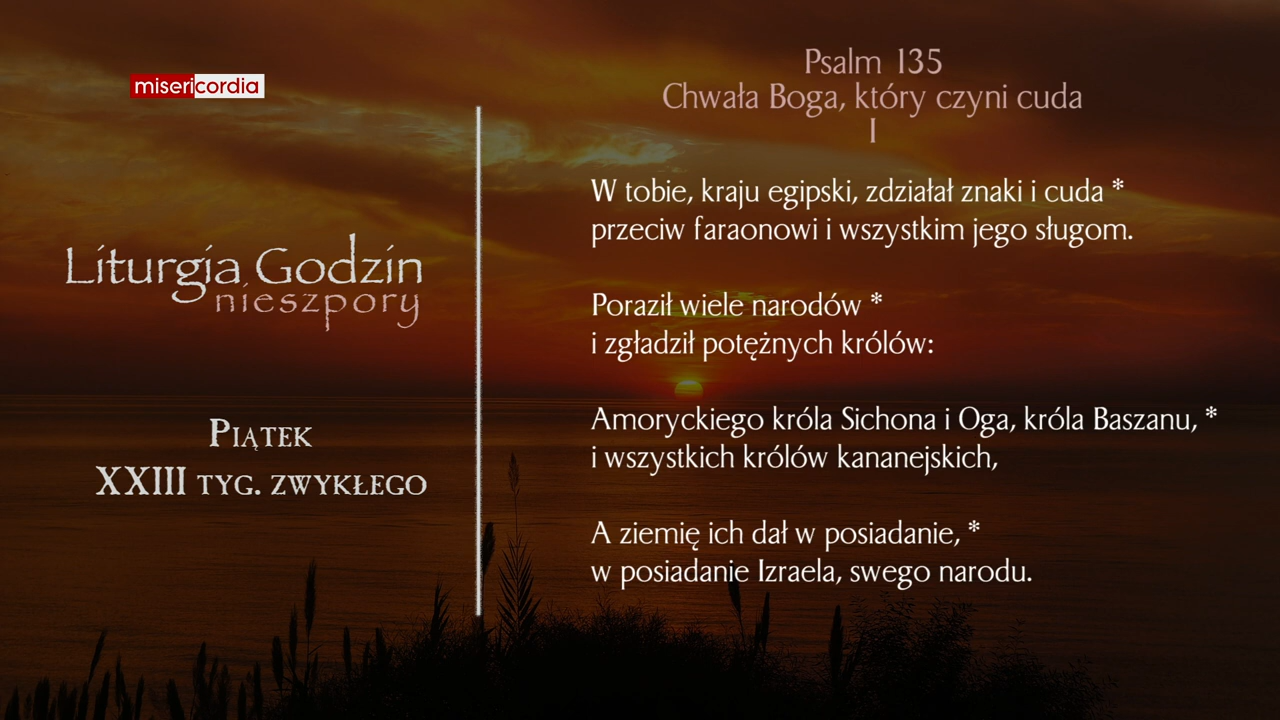 misericordia
Liturgia Godzin
nieszpory
Piątek
XXIII tyg. zwykłego
Psalm 135
Chwała Boga, który czyni cuda
I
W tobie, kraju egipski, zdziałał znaki i cuda *
przeciw faraonowi i wszystkim jego sługom.
Poraził wiele narodów *
i zgładził potężnych królów:
Amoryckiego króla Sichona i Oga, króla Baszanu, *
i wszystkich królów kananejskich,
A ziemię ich dał w posiadanie, *
w posiadanie Izraela, swego narodu.